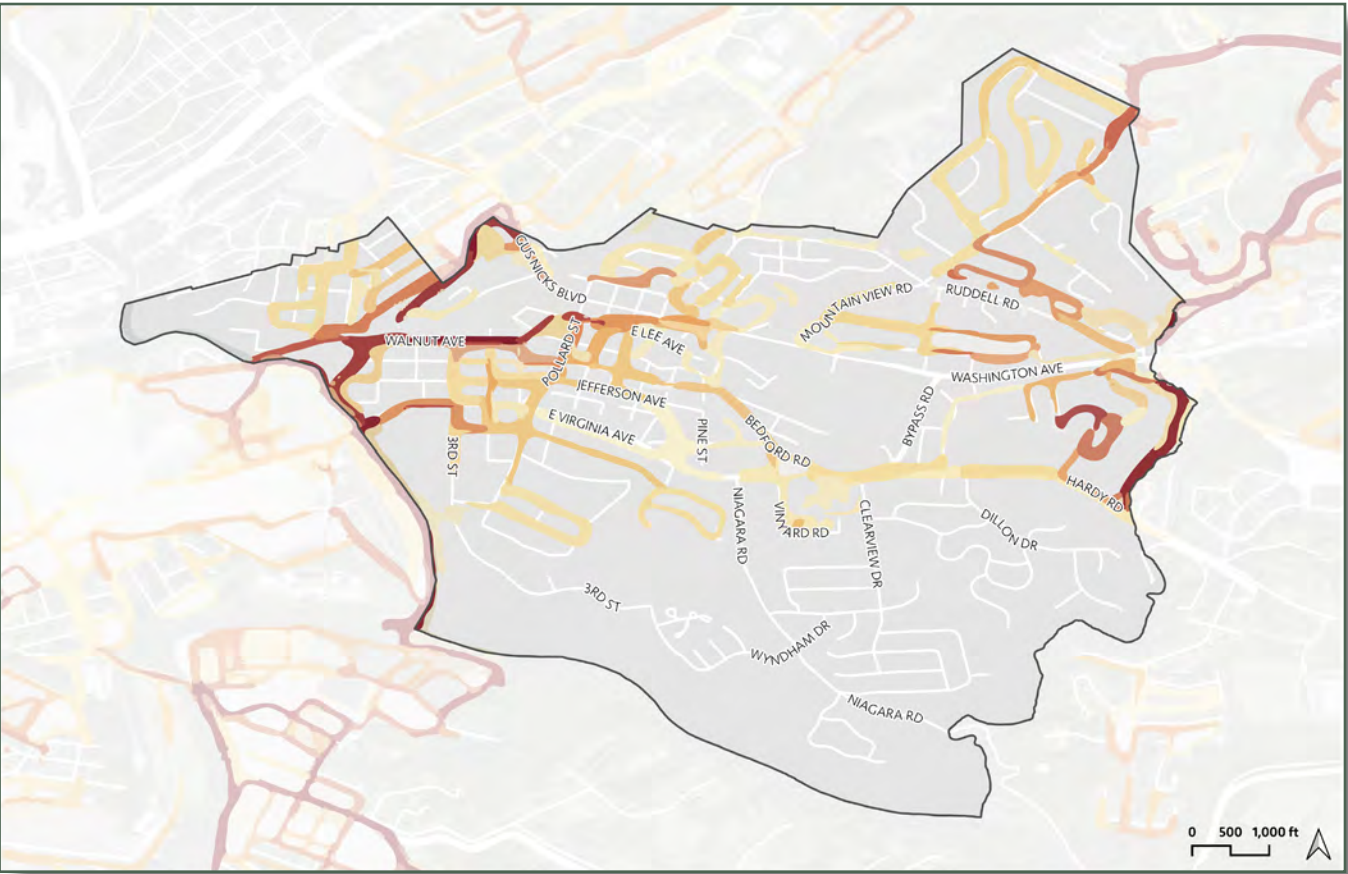 GUS NICKS BLVD
MOUNTAIN VIEW RD
RUDDELL RD
WALNUT AVE
POLLARD ST
E LEE AVE
WASHINGTON AVE
JEFFERSON AVE
BYPASS RD
E VIRGINIA AVE
PINE ST
BEDFORD RD
3RD ST
HARDY RD
NIAGARA RD
VINYARD RD
CLEARVIEW DR
DILLON DR
3RD ST
WYNDHAM DR
NIAGARA RD
0 500 1,000 ft